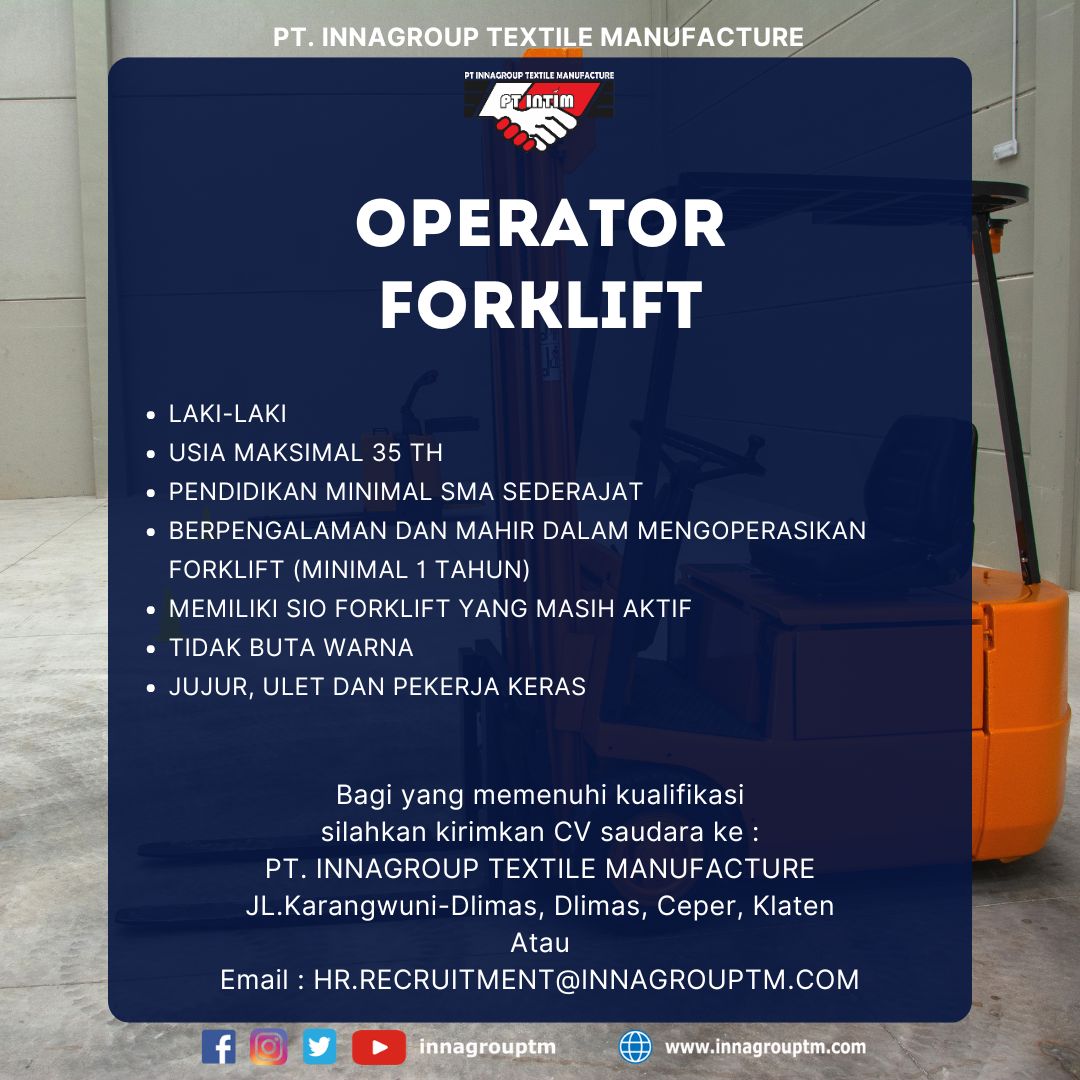 PT. INNAGROUP TEXTILE MANUFACTURE
PT INNAGROUP TEXTILE MANUFACTURE
PT INTIM
OPERATOR
FORKLIFT
• LAKI-LAKI
• USIA MAKSIMAL 35 TH
• PENDIDIKAN MINIMAL SMA SEDERAJAT
• BERPENGALAMAN DAN MAHIR DALAM MENGOPERASIKAN
FORKLIFT (MINIMAL 1 TAHUN)
• MEMILIKI SIO FORKLIFT YANG MASIH AKTIF
• TIDAK BUTA WARNA
• JUJUR, ULET DAN PEKERJA KERAS
Bagi yang memenuhi kualifikasi
silahkan kirimkan CV saudara ke :
PT. INNAGROUP TEXTILE MANUFACTURE
JL.Karangwuni-Dlimas, Dlimas, Ceper, Klaten
Atau
Email : HR.RECRUITMENT@INNAGROUPTM.COM
innagrouptm www.innagrouptm.com